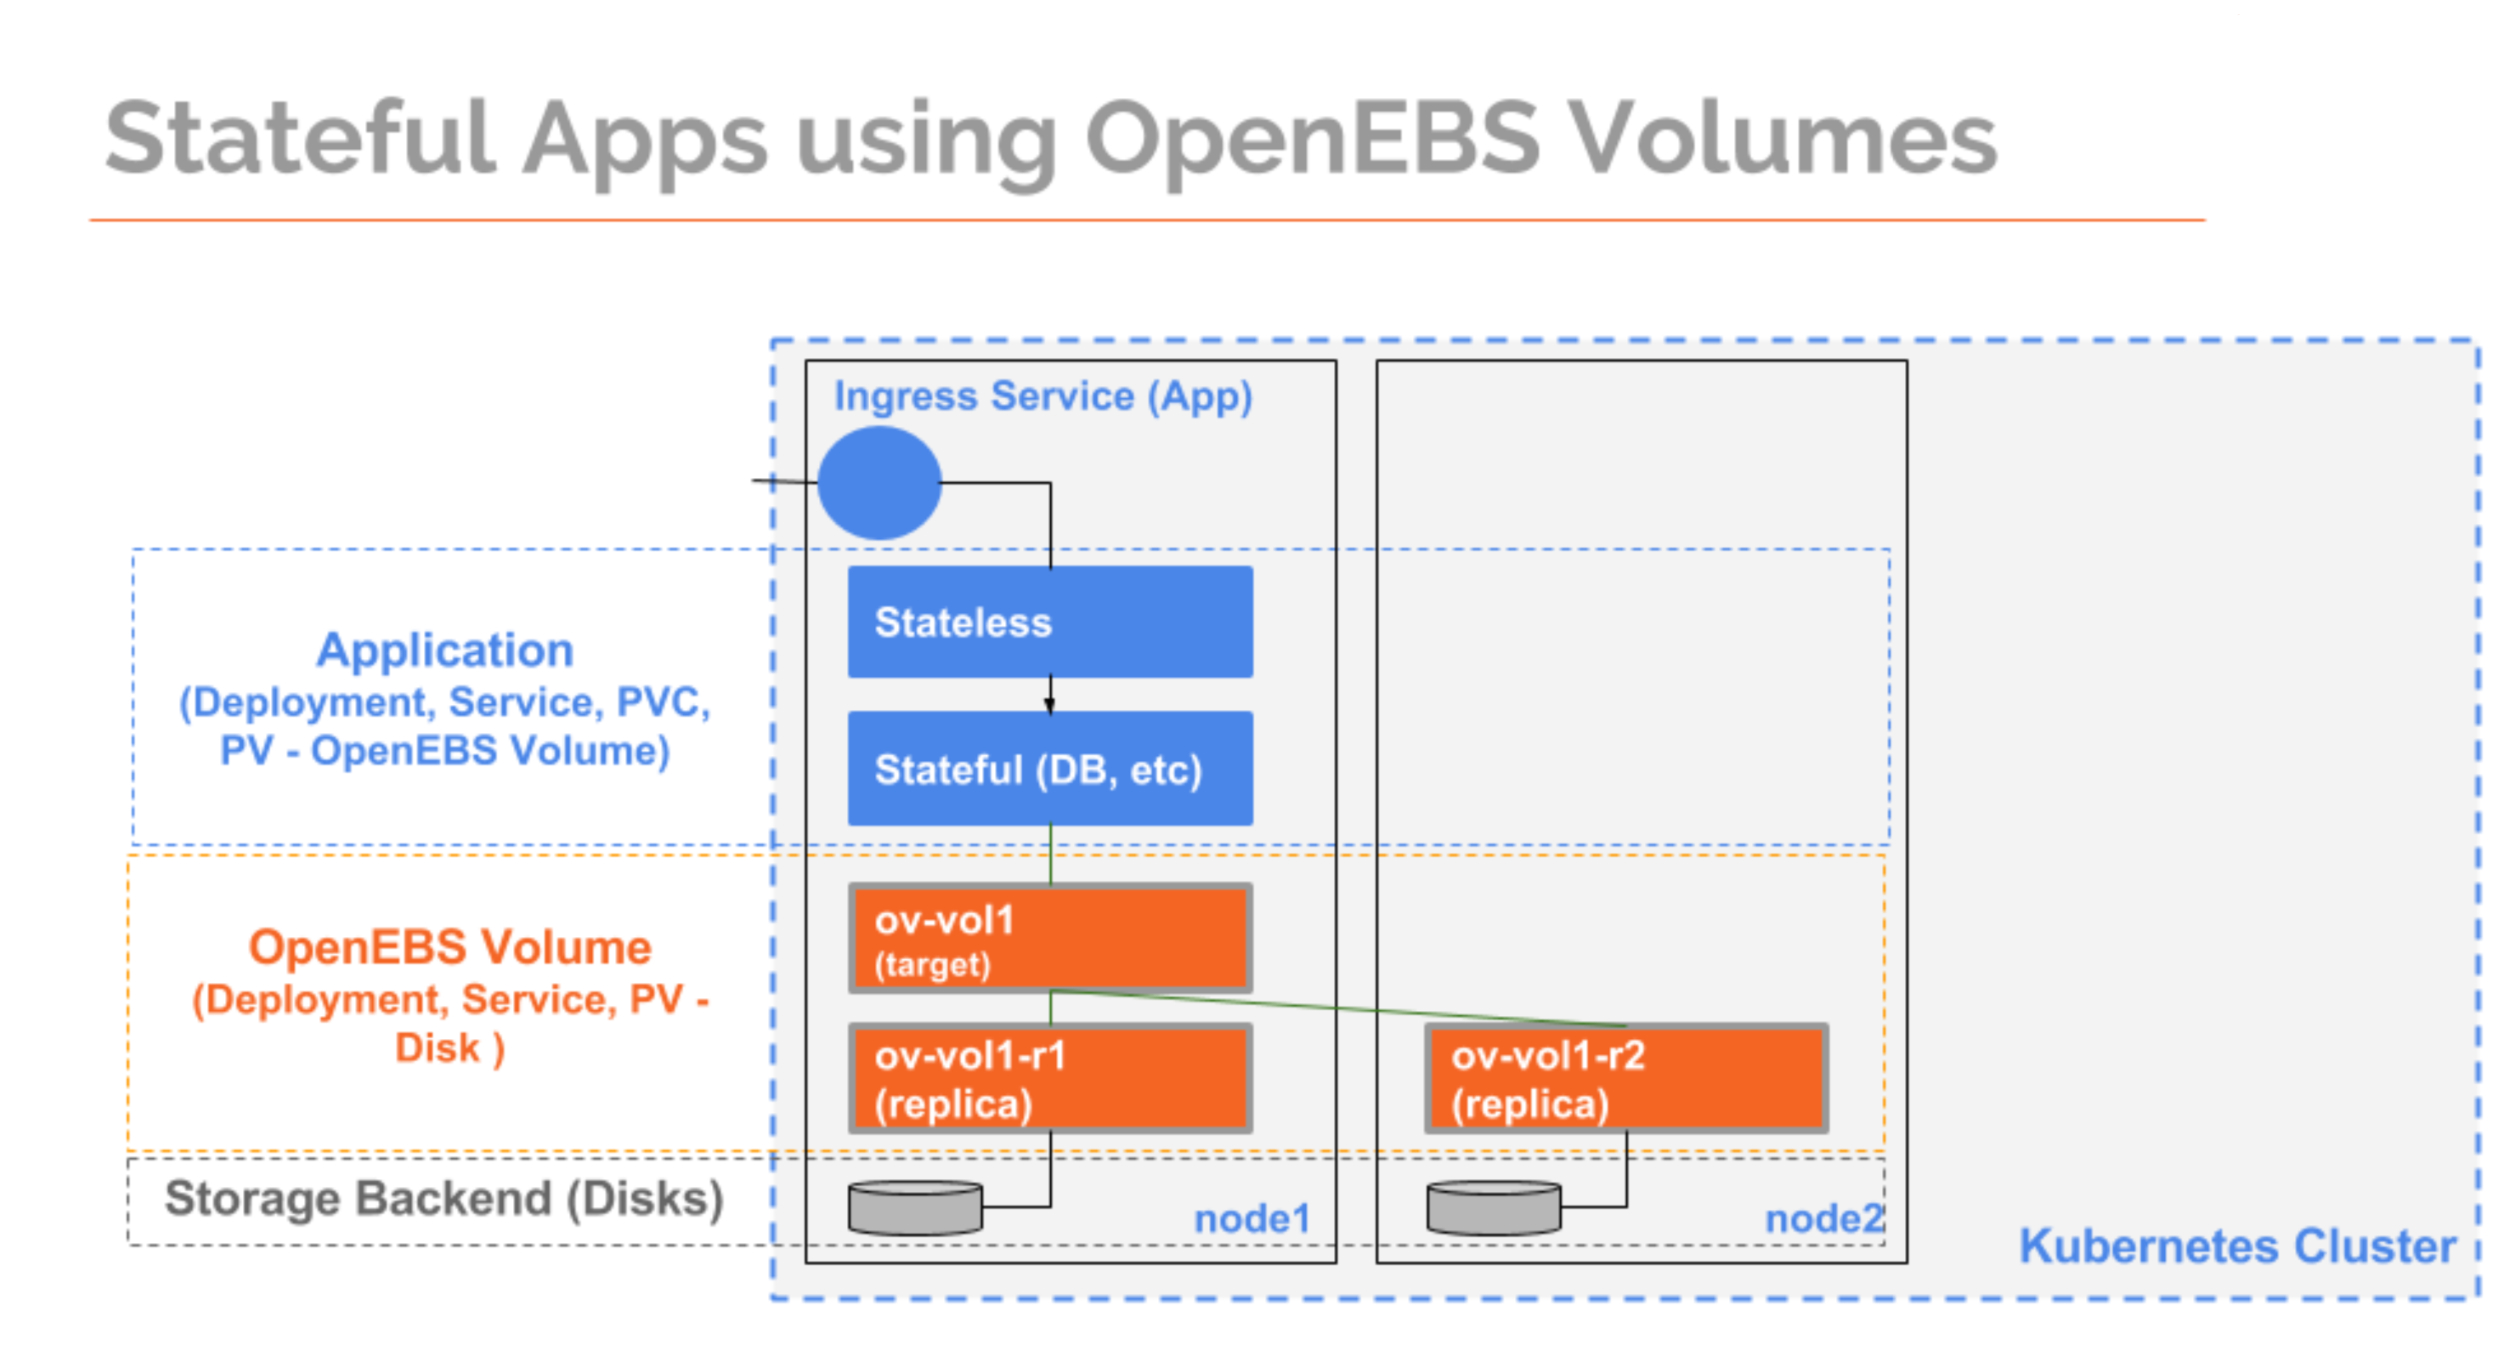 Stateful Apps using OpenEBS Volumes
Ingress Service (App)
Application
(Deployment, Service, PVC,
PV - OpenEBS Volume)
Stateless
Stateful (DB, etc)
OpenEBS Volume
(Deployment, Service, PV -
Disk )
ov-vol1
(target)
ov-vol1-r1
(replica)
ov-vol1-r2
(replica)
Storage Backend (Disks)
node1
node2
Kubernetes Cluster